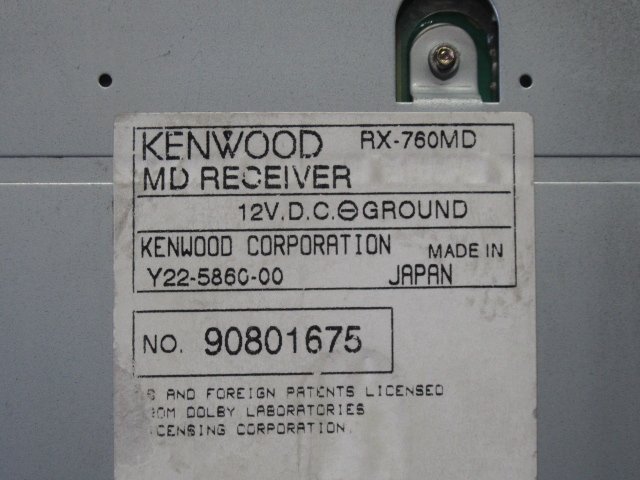 KENWOOD RX-760MD
MD RECEIVER
12V.D.C.⊖GROUND
KENWOOD CORPORATION MADE IN
Y22-5860-00 JAPAN
NO. 90801675
AND FOREIGN PATENTS LICENSED
DOLBY LABORATORIES
CORPORATION.